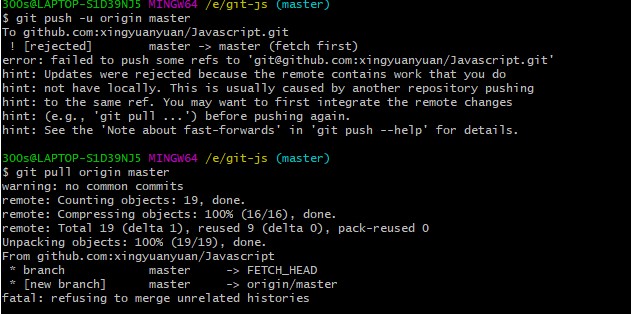 300s@LAPTOP-S1D39NJ5 MINGW64 /e/git-js (master)
$ git push -u origin master
To github.com:xingyuanyuan/Javascript.git
 ! [rejected]        master -> master (fetch first)
error: failed to push some refs to 'git@github.com:xingyuanyuan/Javascript.git'
hint: Updates were rejected because the remote contains work that you do
hint: not have locally. This is usually caused by another repository pushing
hint: to the same ref. You may want to first integrate the remote changes
hint: (e.g., 'git pull ...') before pushing again.
hint: See the 'Note about fast-forwards' in 'git push --help' for details.
300s@LAPTOP-S1D39NJ5 MINGW64 /e/git-js (master)
$ git pull origin master
warning: no common commits
remote: Counting objects: 19, done.
remote: Compressing objects: 100% (16/16), done.
remote: Total 19 (delta 1), reused 9 (delta 0), pack-reused 0
Unpacking objects: 100% (19/19), done.
From github.com:xingyuanyuan/Javascript
 * branch            master     -> FETCH_HEAD
 * [new branch]      master     -> origin/master
fatal: refusing to merge unrelated histories